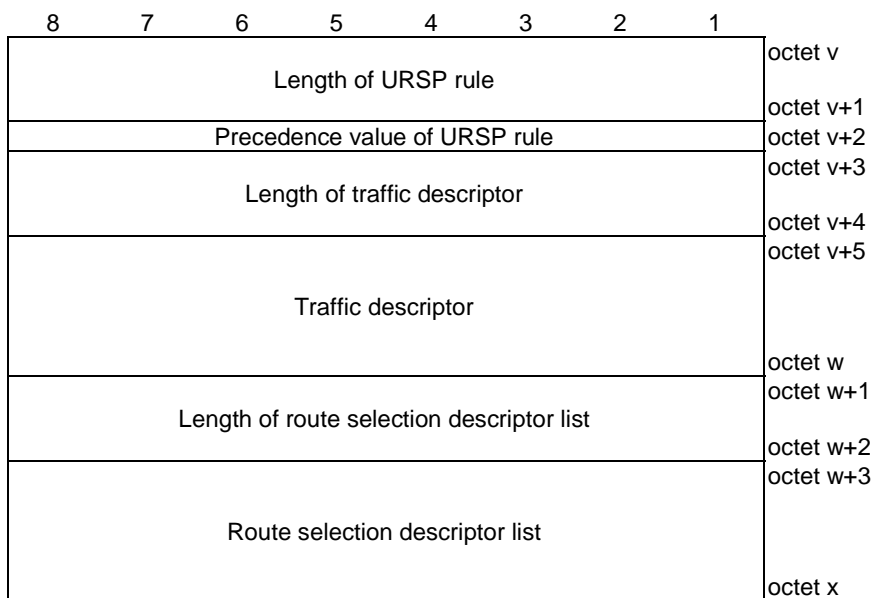 8 7 6 5 4 3 2 1
octet v
Length of URSP rule
octet v+1
Precedence value of URSP rule octet v+2
octet v+3
Length of traffic descriptor
octet v+4
octet v+5
Traffic descriptor
octet w
octet w+1
Length of route selection descriptor list
octet w+2
octet w+3
Route selection descriptor list
octet x